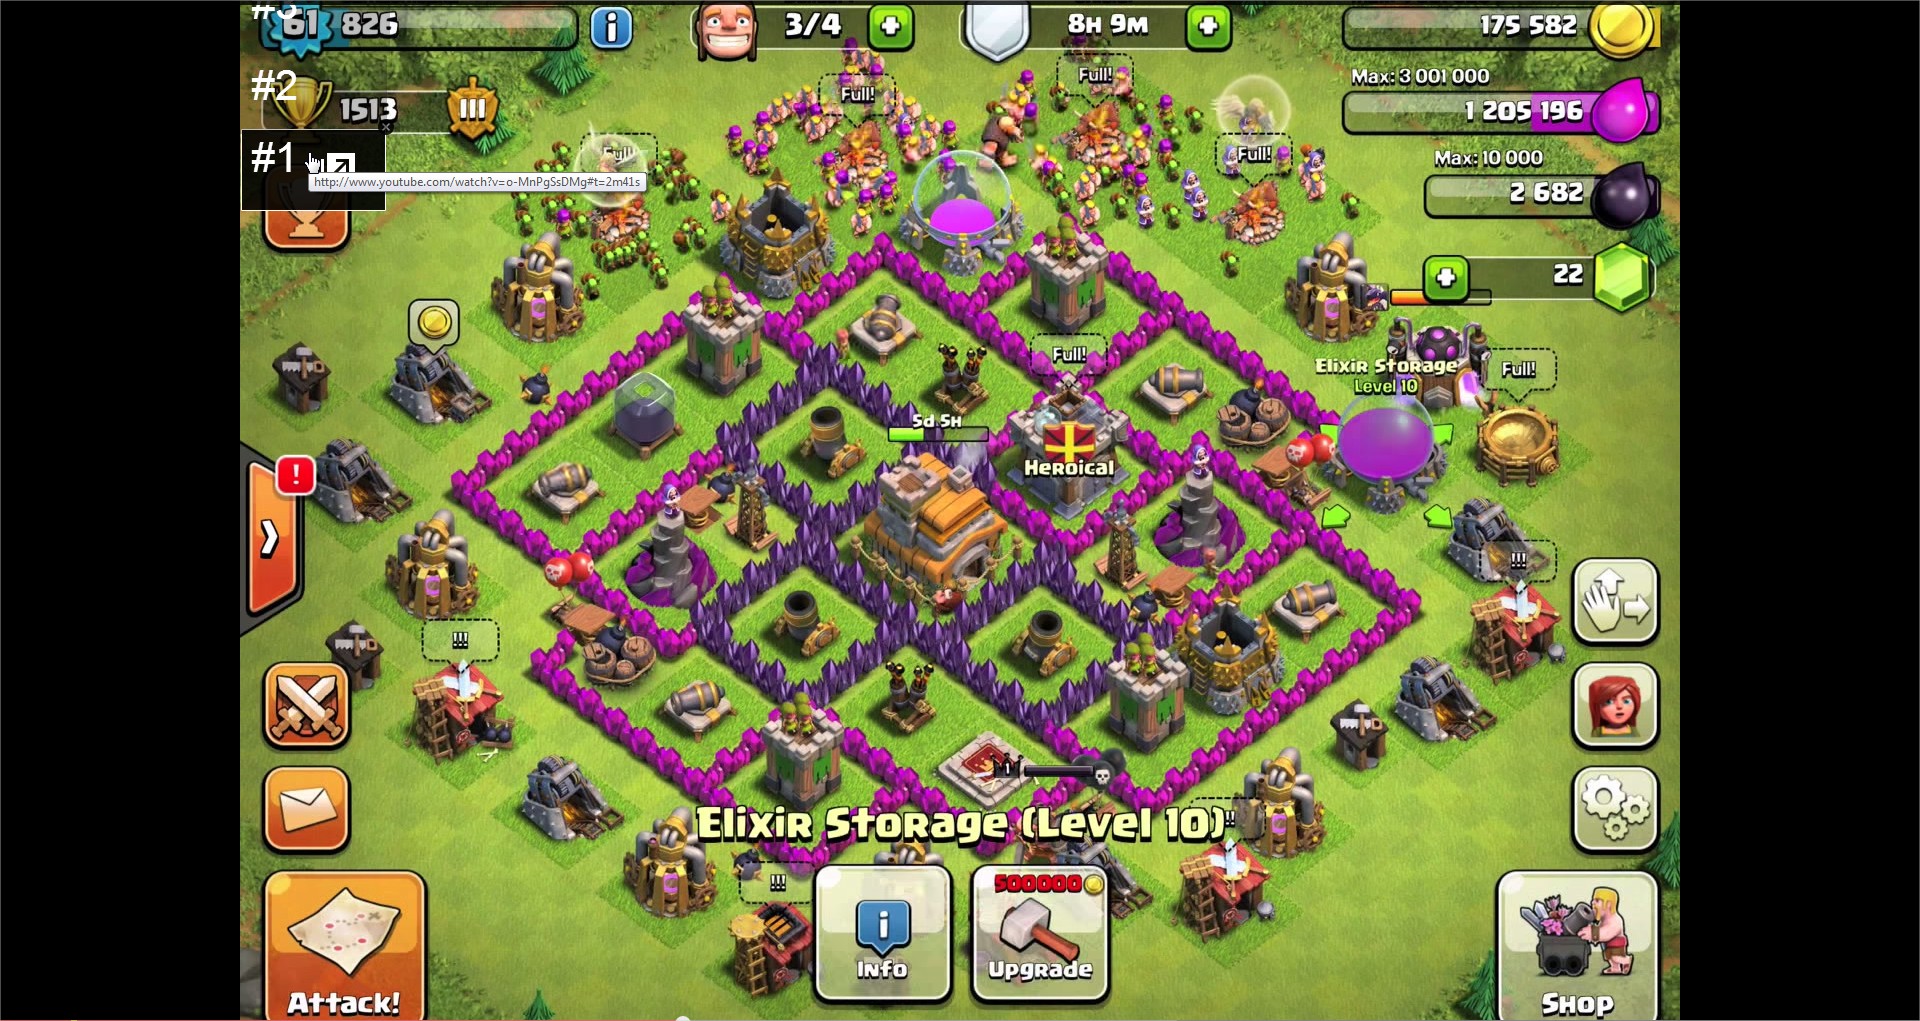 #3
61 826
3/4
8H 9M
175 582
#2
1513
III
Full!
Full!
Max: 3 001 000
1 205 196
#1
Full!
Full!
Max: 10 000
2 682
http://www.youtube.com/watch?v=o-MnPgSsDMg#t=2m41s
22
Full!
Elixir Storage
Level 10
Full!
5d 5H
Heroical
!
!!!
!!!
Elixir Storage (Level 10)
!!
!!!
500000
Info
Upgrade
Attack!
Shop